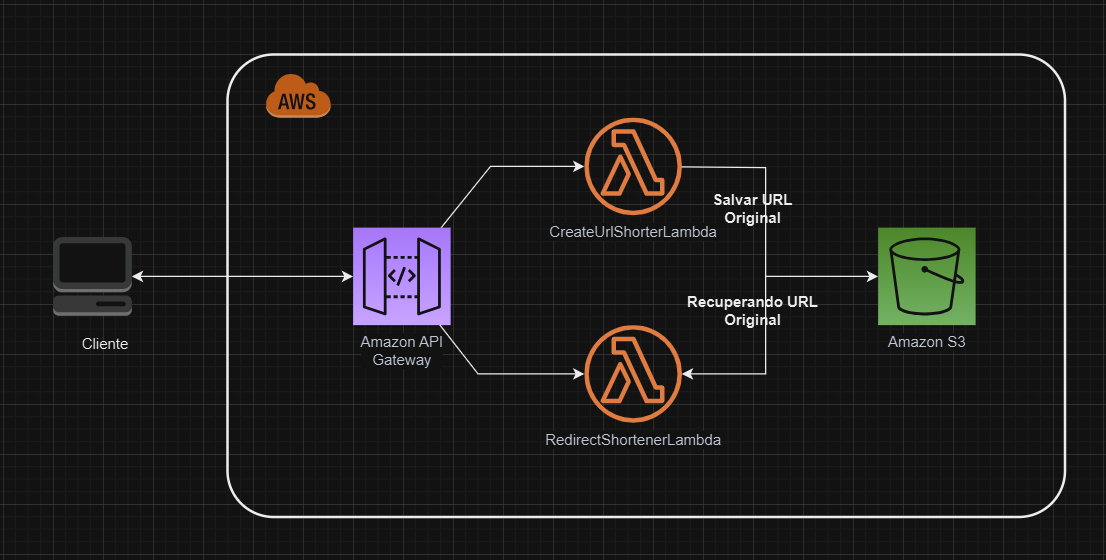 AWS
Salvar URL
Original
CreateUrlShorterLambda
Recuperando URL
Original
Cliente
Amazon API
Gateway
</>
Amazon S3
RedirectShortenerLambda